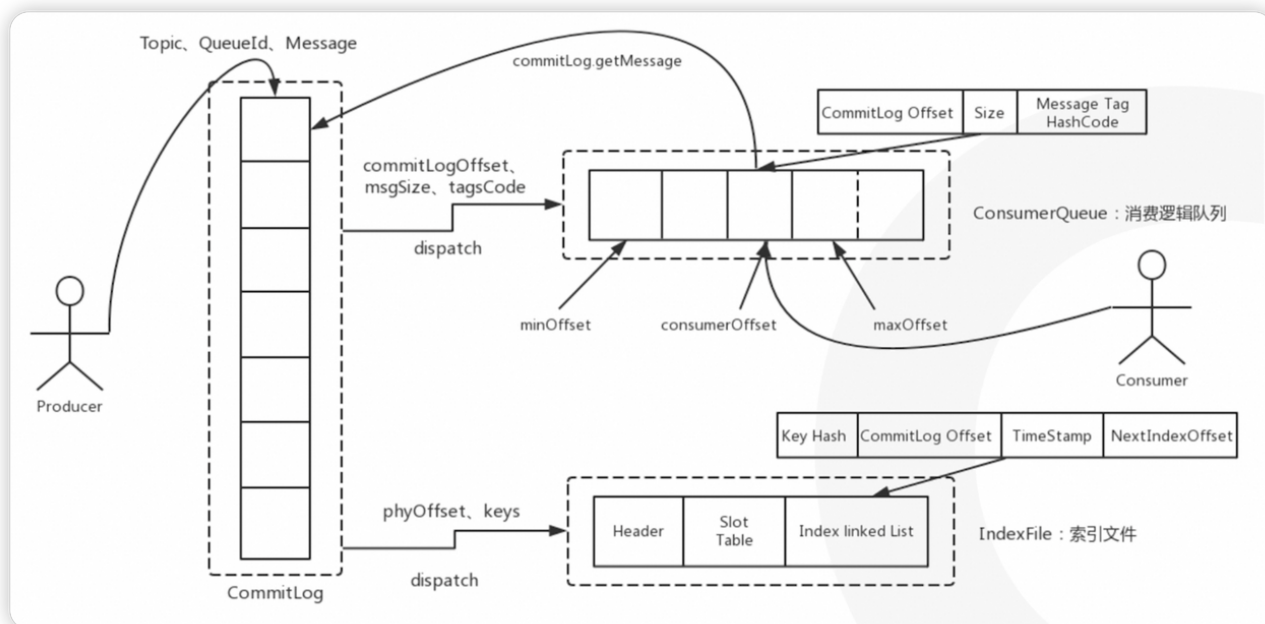 Topic、QueueId、Message
commitLog.getMessage
CommitLog Offset
Size
Message Tag
HashCode
commitLogOffset、
msgSize、tagsCode
dispatch
ConsumerQueue：消费逻辑队列
minOffset
consumerOffset
maxOffset
Producer
Consumer
Key Hash
CommitLog Offset
TimeStamp
NextIndexOffset
phyOffset、keys
dispatch
Header
Slot
Table
Index linked List
IndexFile：索引文件
CommitLog